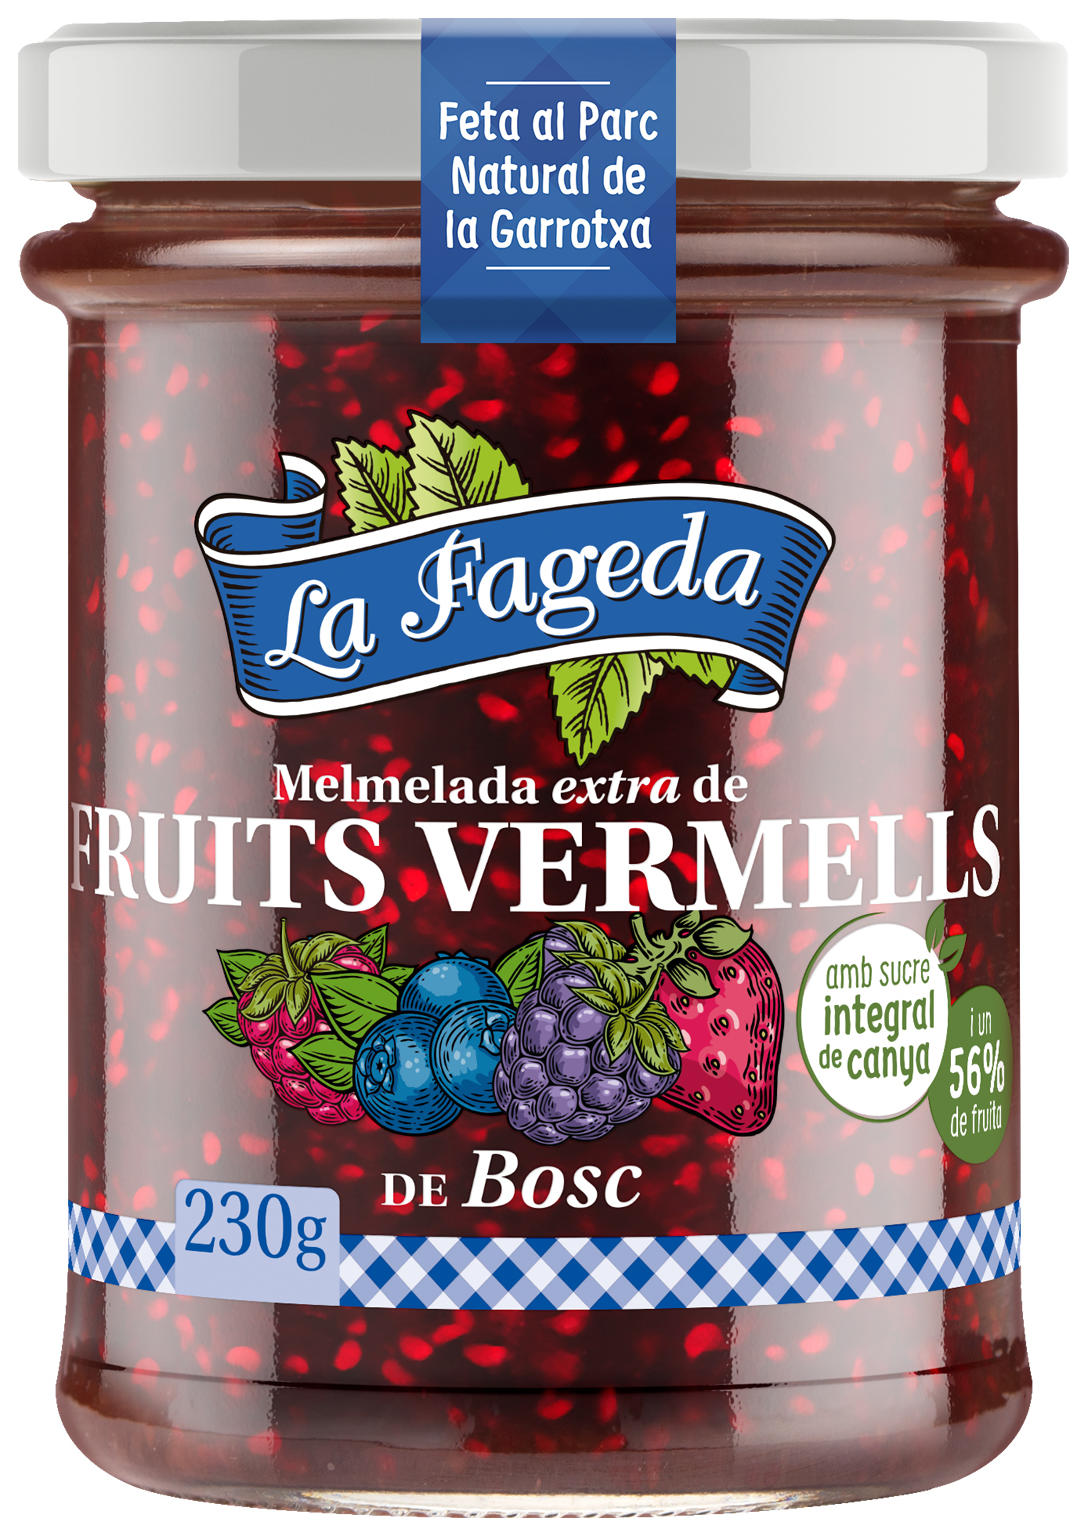 Feta al Parc
Natural de
la Garrotxa
La Fageda
Melmelada extra de
FRUITS VERMELLS
amb sucre
integral
de canya
i un
56%
de fruita
DE BOSC
230g